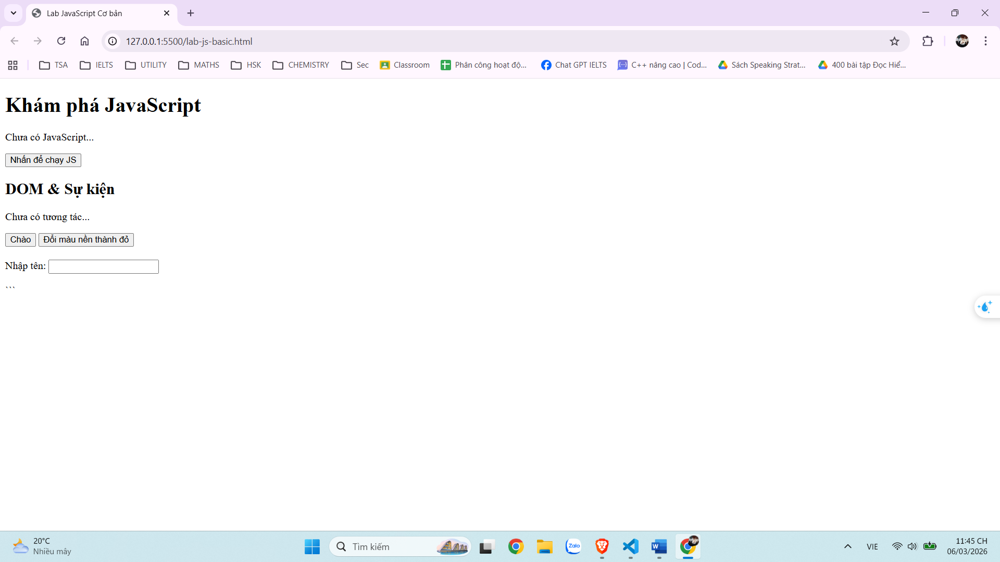 Lab JavaScript Cơ bản
127.0.0.1:5500/lab-js-basic.html
TSA IELTS UTILITY MATHS HSK CHEMISTRY Sec Classroom Phân công hoạt độ... Chat GPT IELTS C++ nâng cao | Cod... Sách Speaking Strat... 400 bài tập Đọc Hiể...
Khám phá JavaScript
Chưa có JavaScript...
Nhấn để chạy JS
DOM & Sự kiện
Chưa có tương tác...
Chào Đổi màu nền thành đỏ
Nhập tên:
```
20°C
Nhiều mây
Tìm kiếm
Zalo
W
VIE
11:45 CH
06/03/2026